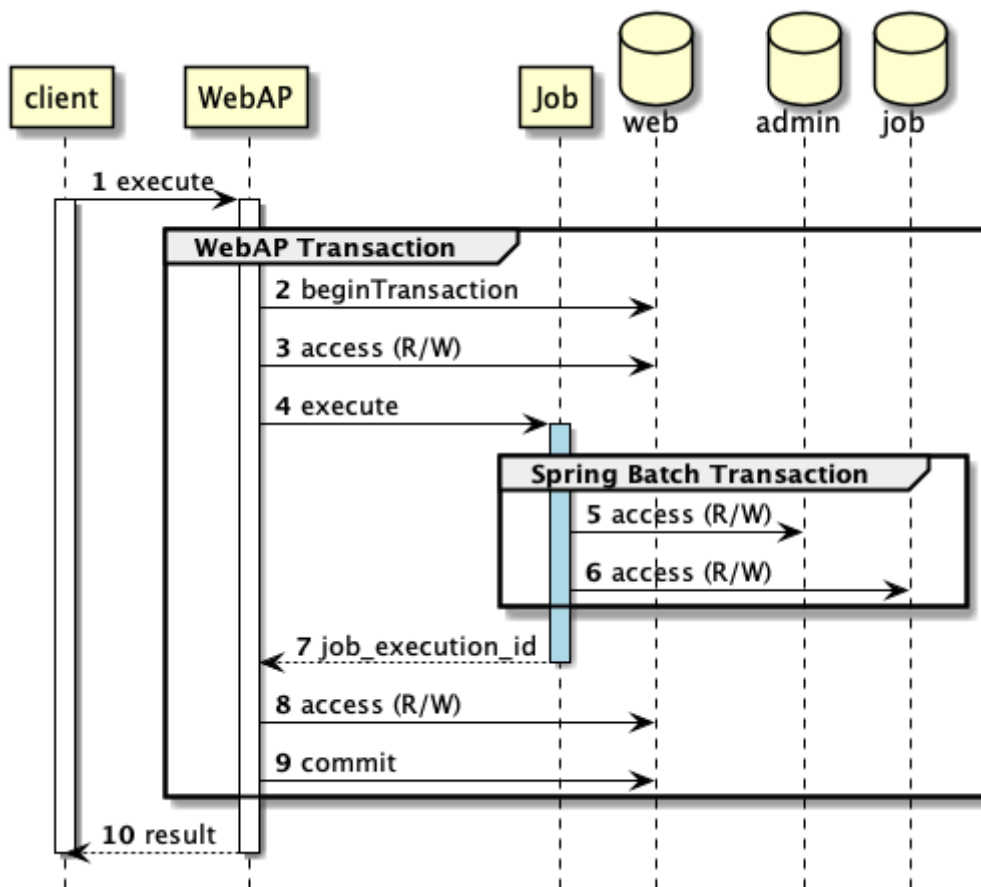 client
WebAP
Job
web
admin
job
1 execute
WebAP Transaction
2 beginTransaction
3 access (R/W)
4 execute
Spring Batch Transaction
5 access (R/W)
6 access (R/W)
7 job_execution_id
8 access (R/W)
9 commit
10 result